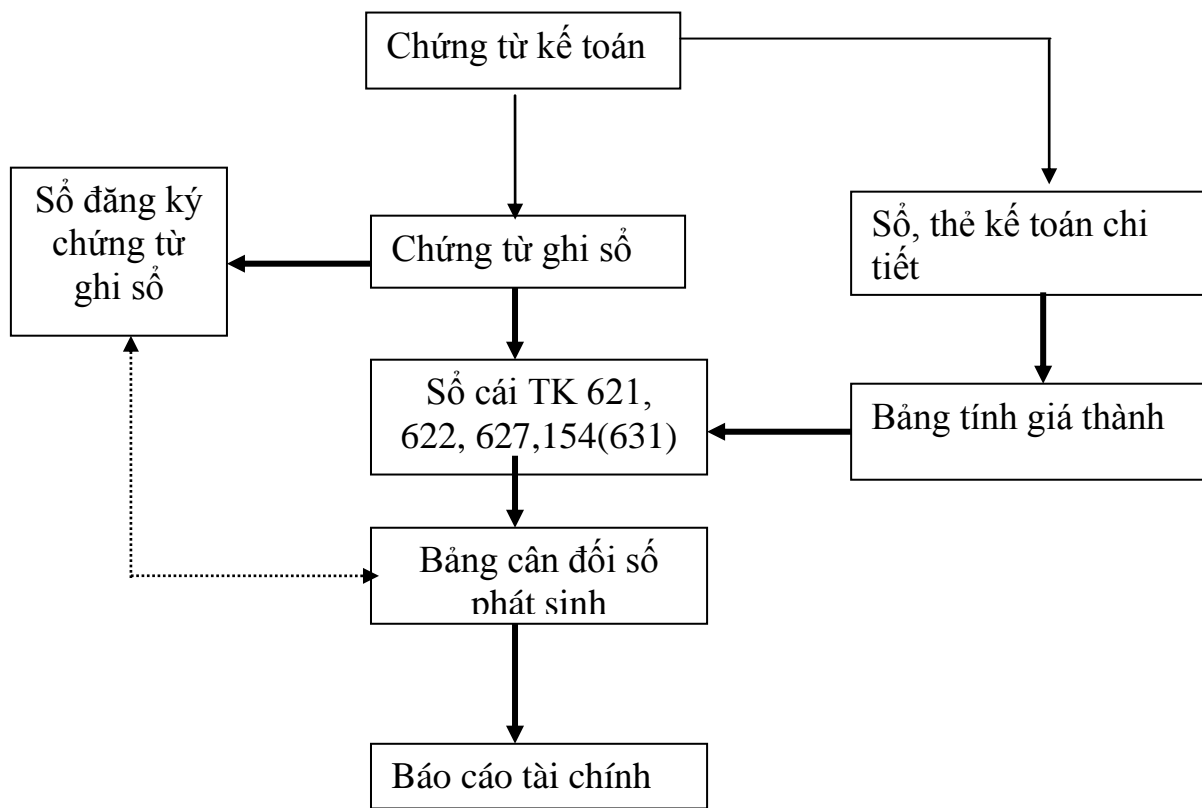 Chứng từ kế toán
Sổ đăng ký
chứng từ
ghi sổ
Chứng từ ghi sổ
Sổ, thẻ kế toán chi
tiết
Sổ cái TK 621,
622, 627,154(631)
Bảng tính giá thành
Bảng cân đối số
phát sinh
Báo cáo tài chính